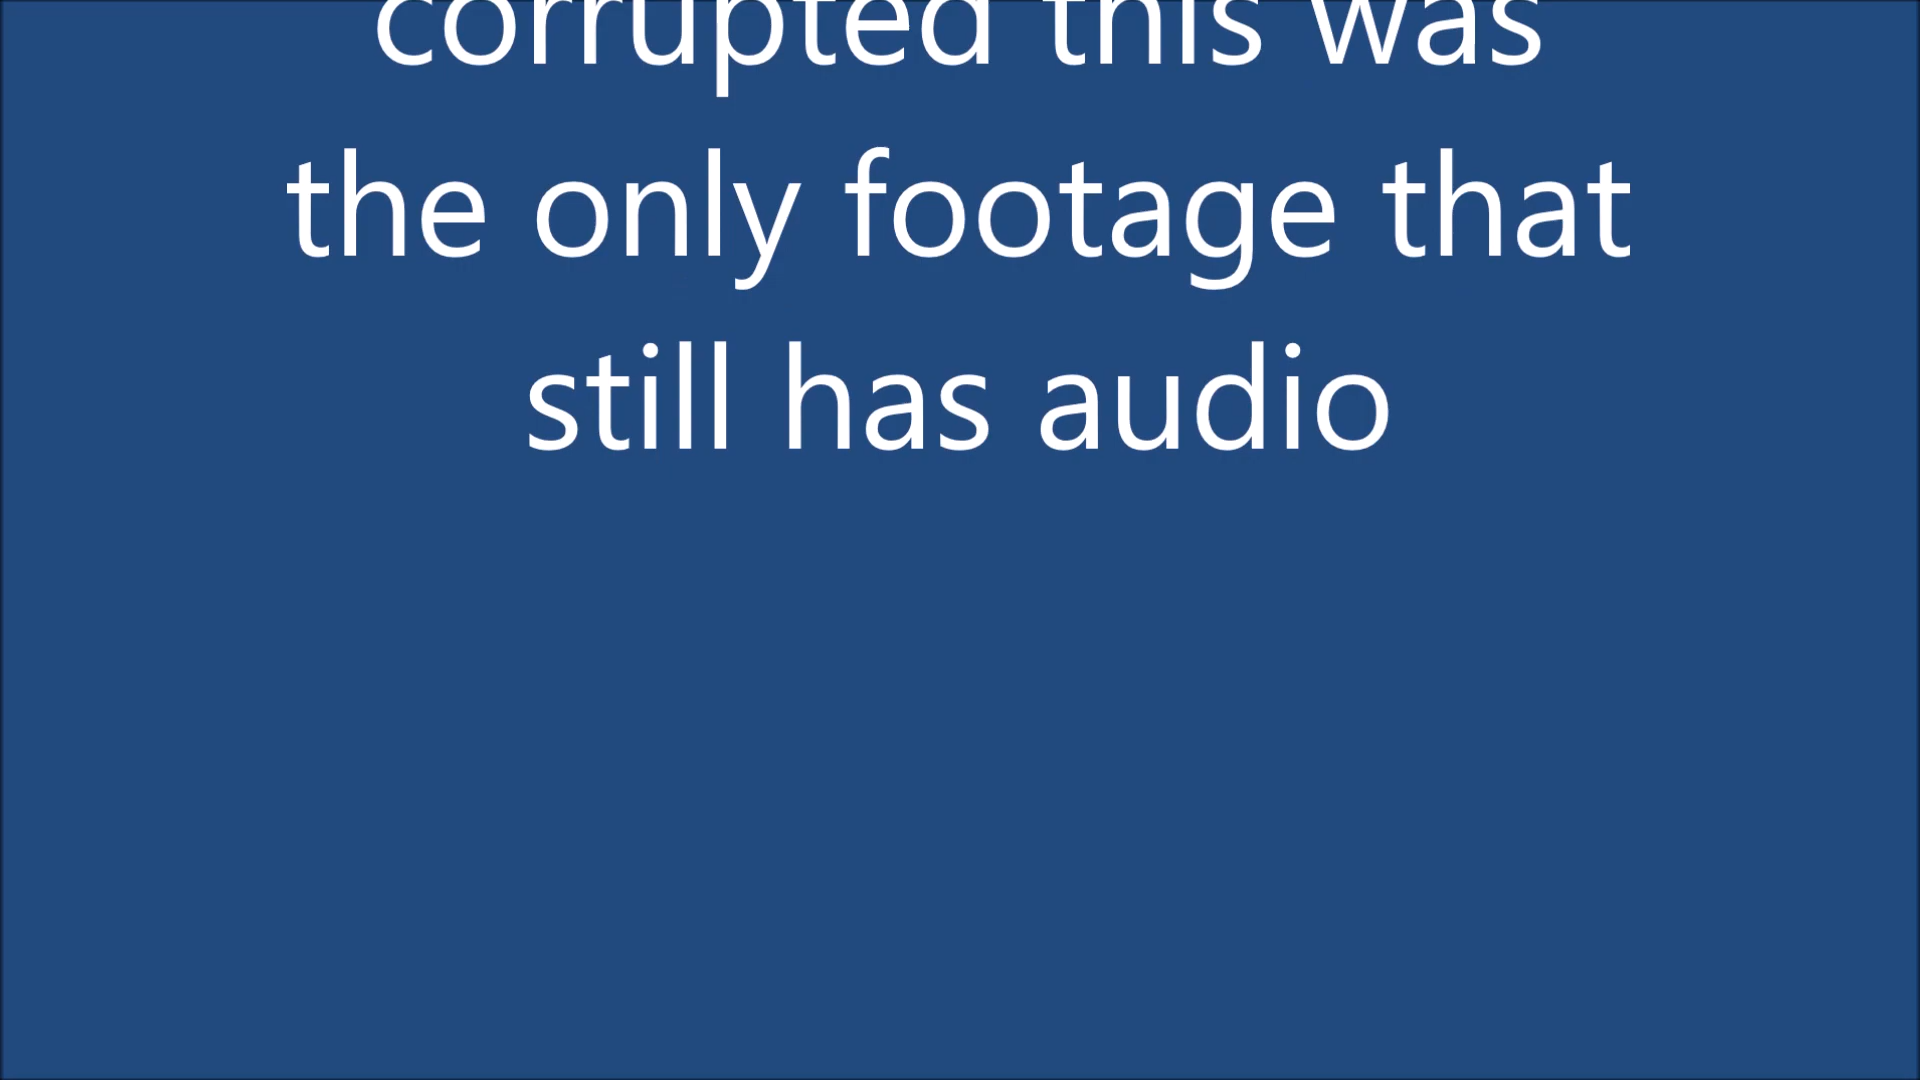 corrupted this was
the only footage that
still has audio